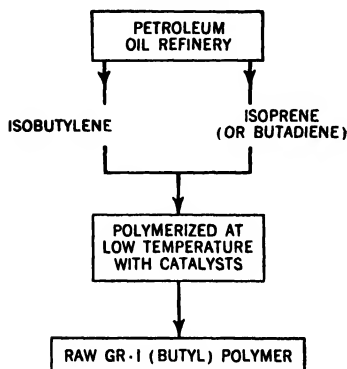 PETROLEUM
OIL REFINERY
ISOBUTYLENE
ISOPRENE
(OR BUTADIENE)
POLYMERIZED AT
LOW TEMPERATURE
WITH CATALYSTS
RAW GR-I (BUTYL) POLYMER